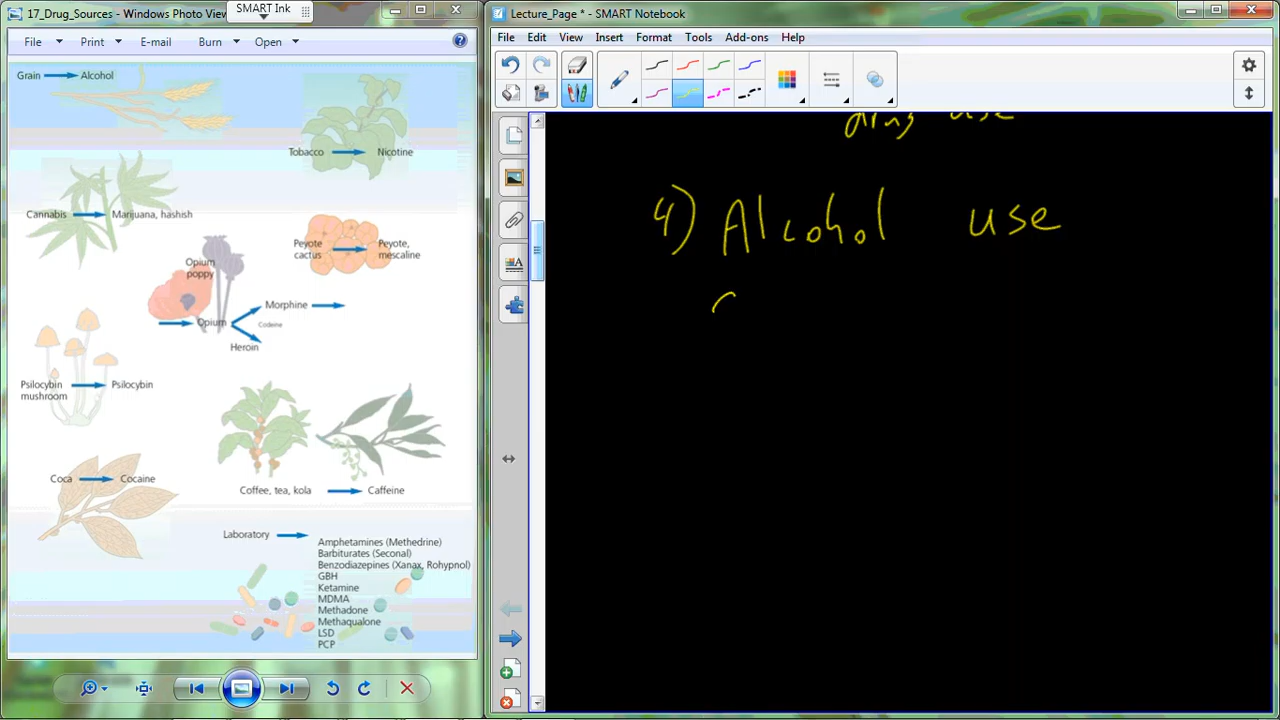 17_Drug_Sources - Windows Photo View
SMART Ink
File Print E-mail Burn Open
Grain Alcohol
Tobacco Nicotine
Cannabis Marijuana, hashish
Peyote cactus Peyote, mescaline
Opium poppy
Opium
Morphine
Codeine
Heroin
Psilocybin mushroom Psilocybin
Coca Cocaine
Coffee, tea, kola Caffeine
Laboratory
Amphetamines (Methedrine)
Barbiturates (Seconal)
Benzodiazepines (Xanax, Rohypnol)
GBH
Ketamine
MDMA
Methadone
Methaqualone
LSD
PCP
Lecture_Page * - SMART Notebook
File Edit View Insert Format Tools Add-ons Help
drug use
4) Alcohol use